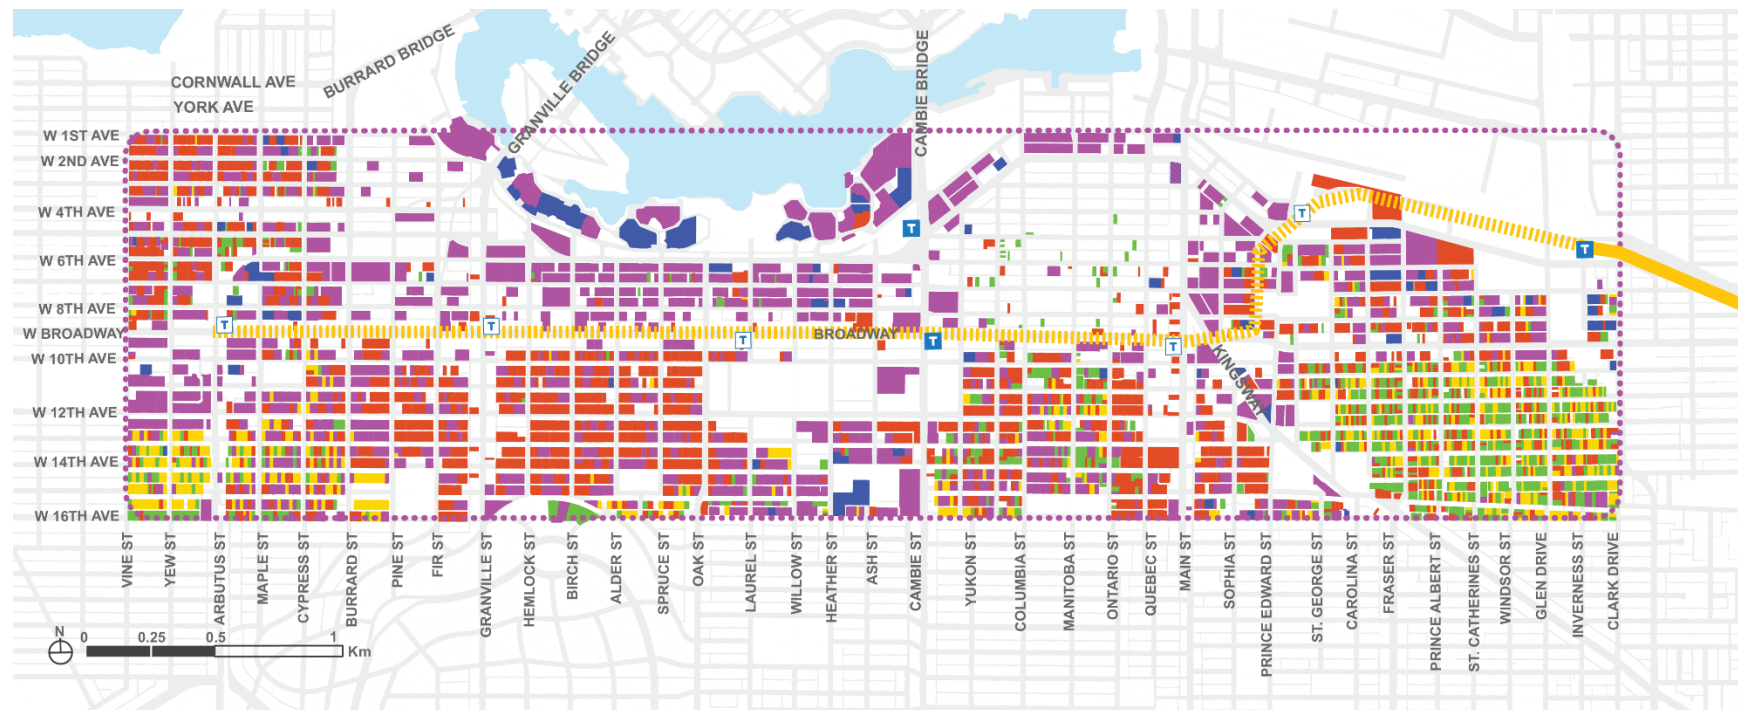 CORNWALL AVE
YORK AVE
BURRARD BRIDGE
GRANVILLE BRIDGE
CAMBIE BRIDGE
W 1ST AVE
W 2ND AVE
W 4TH AVE
W 6TH AVE
W 8TH AVE
W BROADWAY
W 10TH AVE
W 12TH AVE
W 14TH AVE
W 16TH AVE
T
T
T
T
T
T
T
T
BROADWAY
KINGSWAY
VINE ST
YEW ST
ARBUTUS ST
MAPLE ST
CYPRESS ST
BURRARD ST
PINE ST
FIR ST
GRANVILLE ST
HEMLOCK ST
BIRCH ST
ALDER ST
SPRUCE ST
OAK ST
LAUREL ST
WILLOW ST
HEATHER ST
ASH ST
CAMBIE ST
YUKON ST
COLUMBIA ST
MANITOBA ST
ONTARIO ST
QUEBEC ST
MAIN ST
SOPHIA ST
PRINCE EDWARD ST
ST. GEORGE ST
CAROLINA ST
FRASER ST
PRINCE ALBERT ST
ST. CATHERINES ST
WINDSOR ST
GLEN DRIVE
INVERNESS ST
CLARK DRIVE
N
0 0.25 0.5 1
Km